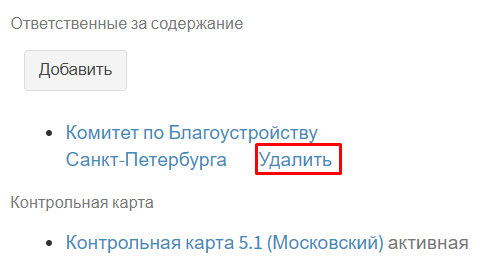 Ответственные за содержание
Добавить
Комитет по Благоустройству
Санкт-Петербурга Удалить
Контрольная карта
Контрольная карта 5.1 (Московский) активная